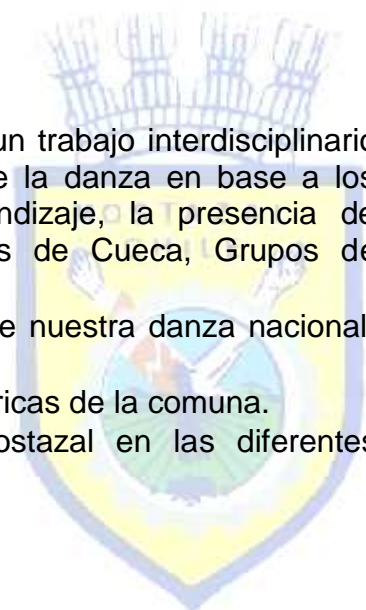 un trabajo interdisciplinario
e la danza en base a los
ndizaje, la presencia de
s de Cueca, Grupos de
e nuestra danza nacional,
ricas de la comuna.
ostazal en las diferentes